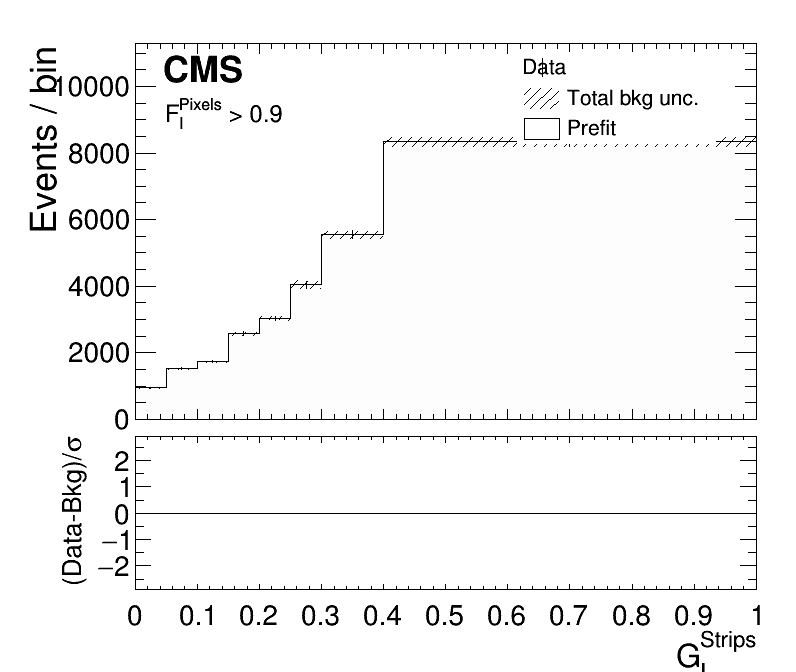 CMS
F_I^Pixels > 0.9
Data
Total bkg unc.
Prefit
Events / bin
10000
8000
6000
4000
2000
0
(Data-Bkg)/σ
2
1
0
−1
−2
0 0.1 0.2 0.3 0.4 0.5 0.6 0.7 0.8 0.9 1
G_I^Strips